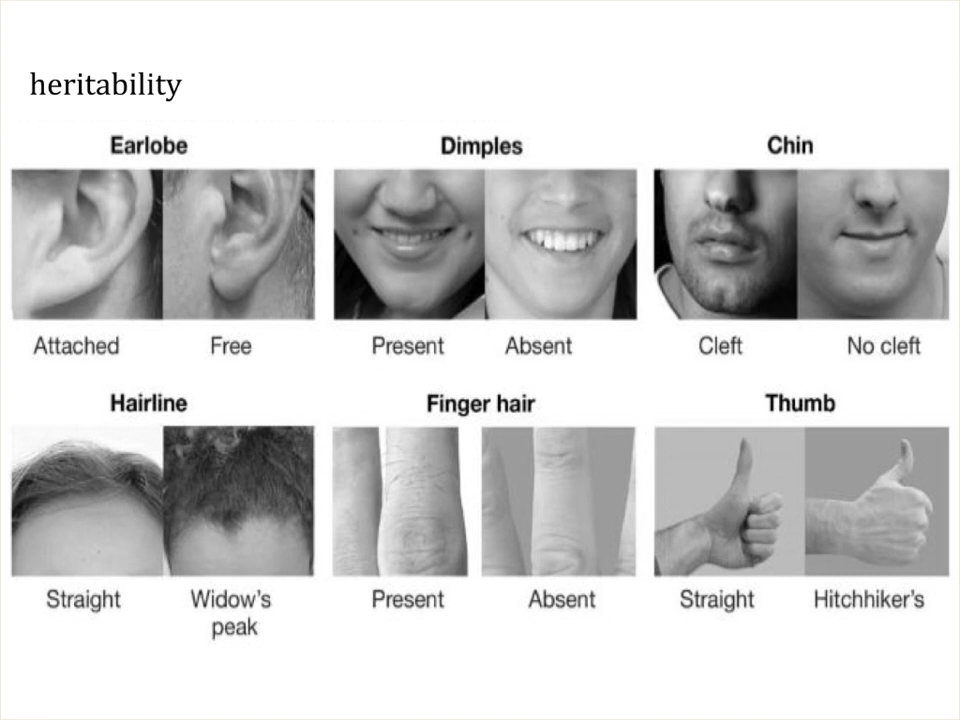 heritability
Earlobe Dimples Chin
Attached Free Present Absent Cleft No cleft
Hairline Finger hair Thumb
Straight Widow's Present Absent Straight Hitchhiker's
peak